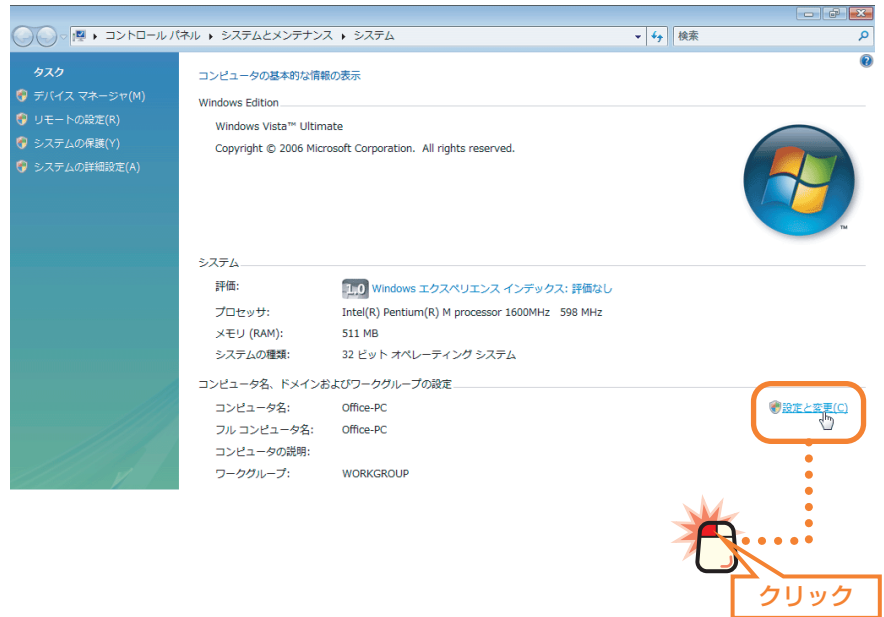 コントロール パネル ▸ システムとメンテナンス ▸ システム
検索
タスク
デバイス マネージャ(M)
リモートの設定(R)
システムの保護(Y)
システムの詳細設定(A)
コンピュータの基本的な情報の表示
Windows Edition
Windows Vista™ Ultimate
Copyright © 2006 Microsoft Corporation. All rights reserved.
TM
システム
評価: 1.0 Windows エクスペリエンス インデックス: 評価なし
プロセッサ: Intel(R) Pentium(R) M processor 1600MHz 598 MHz
メモリ (RAM): 511 MB
システムの種類: 32 ビット オペレーティング システム
コンピュータ名、ドメインおよびワークグループの設定
コンピュータ名: Office-PC 設定と変更(C)
フル コンピュータ名: Office-PC
コンピュータの説明:
ワークグループ: WORKGROUP
クリック